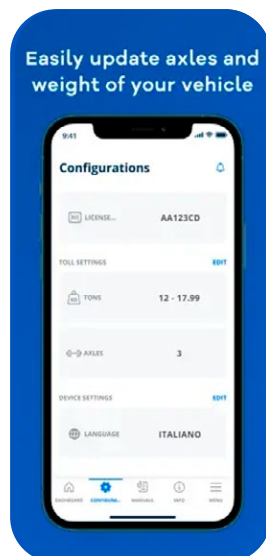 Easily update axles and
weight of your vehicle
9:41
Configurations
LICENSE... AA123CD
TOLL SETTINGS EDIT
TONS 12 - 17.99
AXLES 3
DEVICE SETTINGS EDIT
LANGUAGE ITALIANO
DASHBOARD CONFIGURA... MANUALS INFO MENU